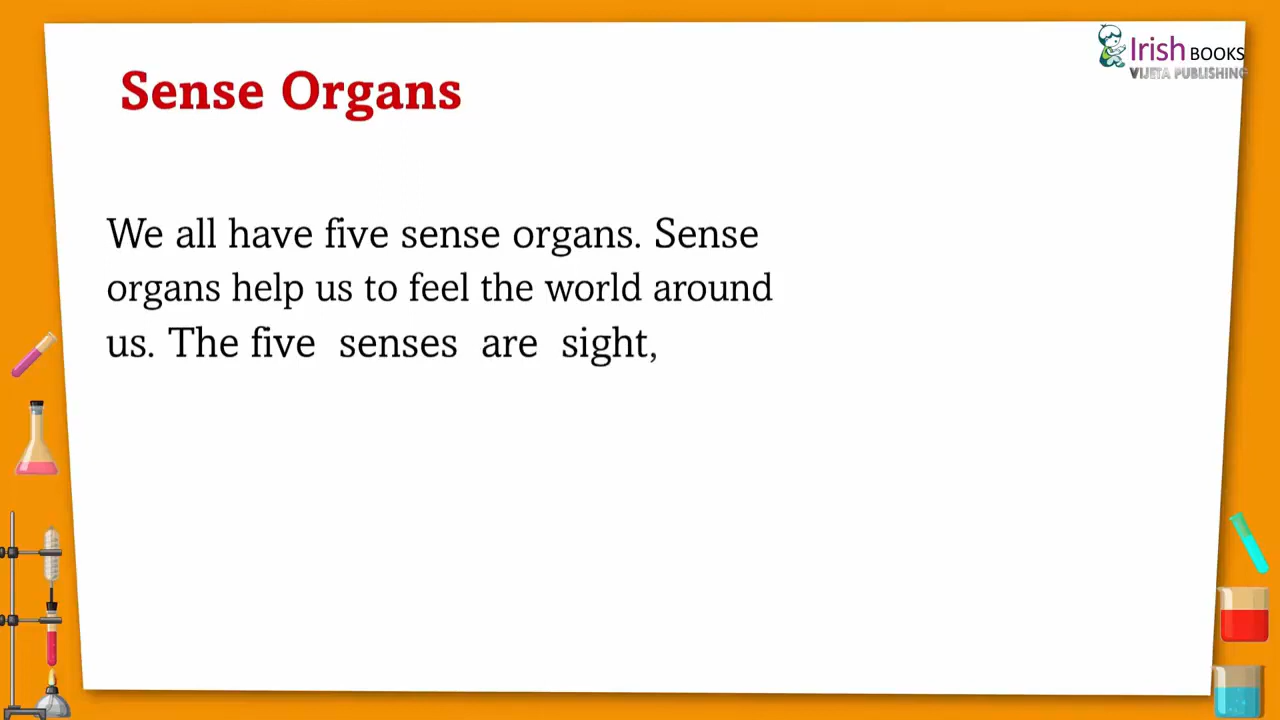 Irish BOOKS
VIJETA PUBLISHING
Sense Organs
We all have five sense organs. Sense
organs help us to feel the world around
us. The five senses are sight,